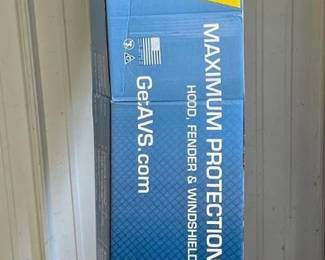 MAXIMUM PROTECTION
HOOD, FENDER & WINDSHIELD
GetAVS.com